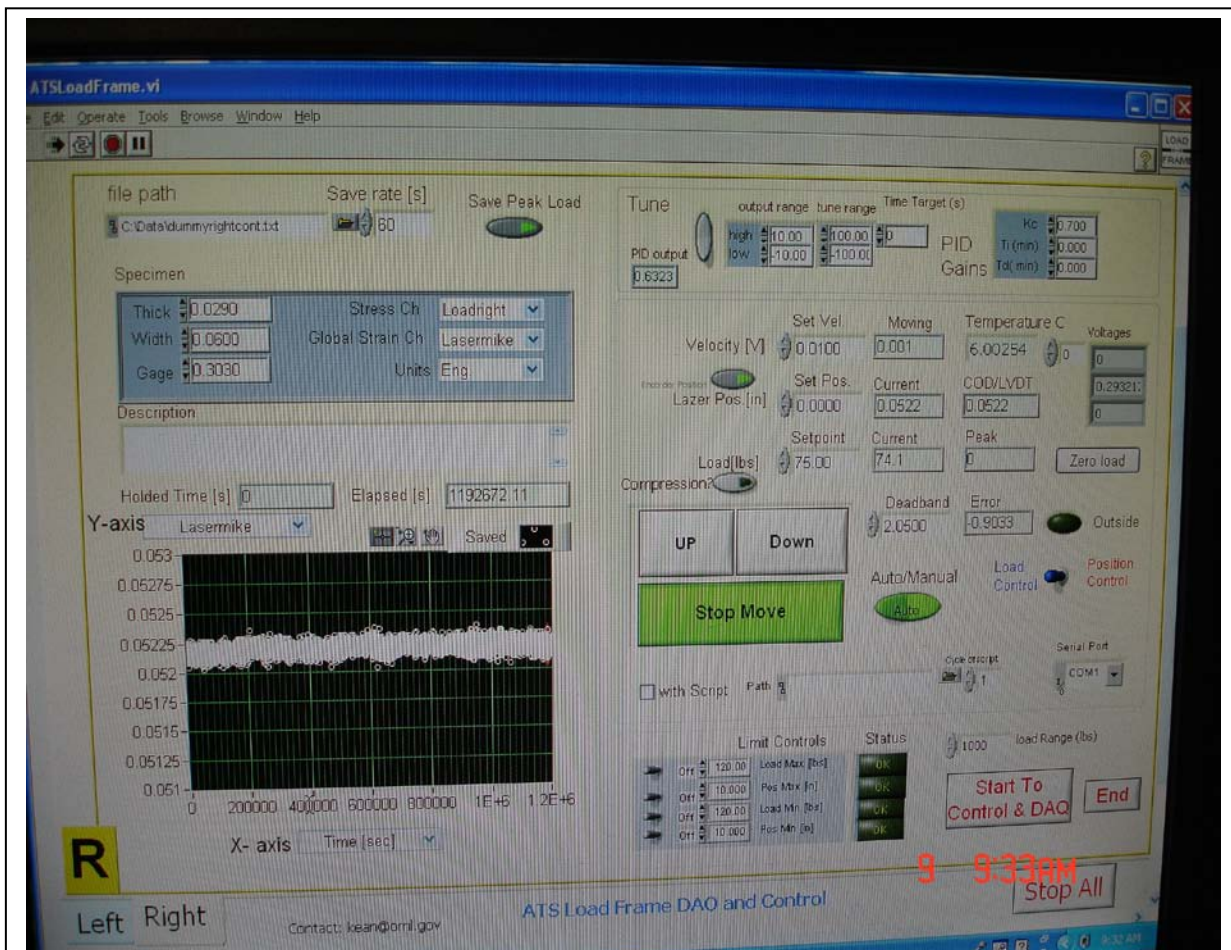 ATSLoadFrame.vi
Edit Operate Tools Browse Window Help
LOAD
FRAME
file path
Save rate [s]
Save Peak Load
C:\Data\dummyrightcont.txt
60
Specimen
Thick 0.0290 Stress Ch Loadright
Width 0.0600 Global Strain Ch Lasermike
Gage 0.3030 Units Eng.
Description
Holded Time [s] 0 Elapsed [s] 1192672.11
Y-axis Lasermike Saved
0.053
0.05275
0.0525
0.05225
0.052
0.05175
0.0515
0.05125
0.051
0 200000 400000 600000 800000 1E+6 1.2E+6
X- axis Time [sec]
Tune output range tune range Time Target (s)
PID output high 10.00 100.00 0
0.6323 low -10.00 -100.00
PID Gains
Kc 0.700
Ti (min) 0.000
Td( min) 0.000
Set Vel. Moving Temperature C Voltages
Velocity [V] 0.0100 0.001 6.00254 0 0
Encoder Position Set Pos. Current COD/LVDT
Lazer Pos.[in] 0.0000 0.0522 0.0522 0
Setpoint Current Peak
Load[lbs] 75.00 74.1 0 Zero load
Compression?
Deadband Error
2.0500 -0.9033 Outside
UP Down
Stop Move
Auto/Manual
Auto
Load Control
Position Control
with Script Path
Cycle of script
1
Serial Port
COM1
Limit Controls Status 1000 load Range (lbs)
Off 120.00 Load Max [lbs] OK
Off 10.000 Pos Max [in] OK
Off 120.00 Load Min [lbs] OK
Off 10.000 Pos Min [in] OK
Start To
Control & DAQ
End
R
9 9:33AM
Stop All
Left Right
Contact: kean@ornl.gov
ATS Load Frame DAQ and Control
9:32 AM